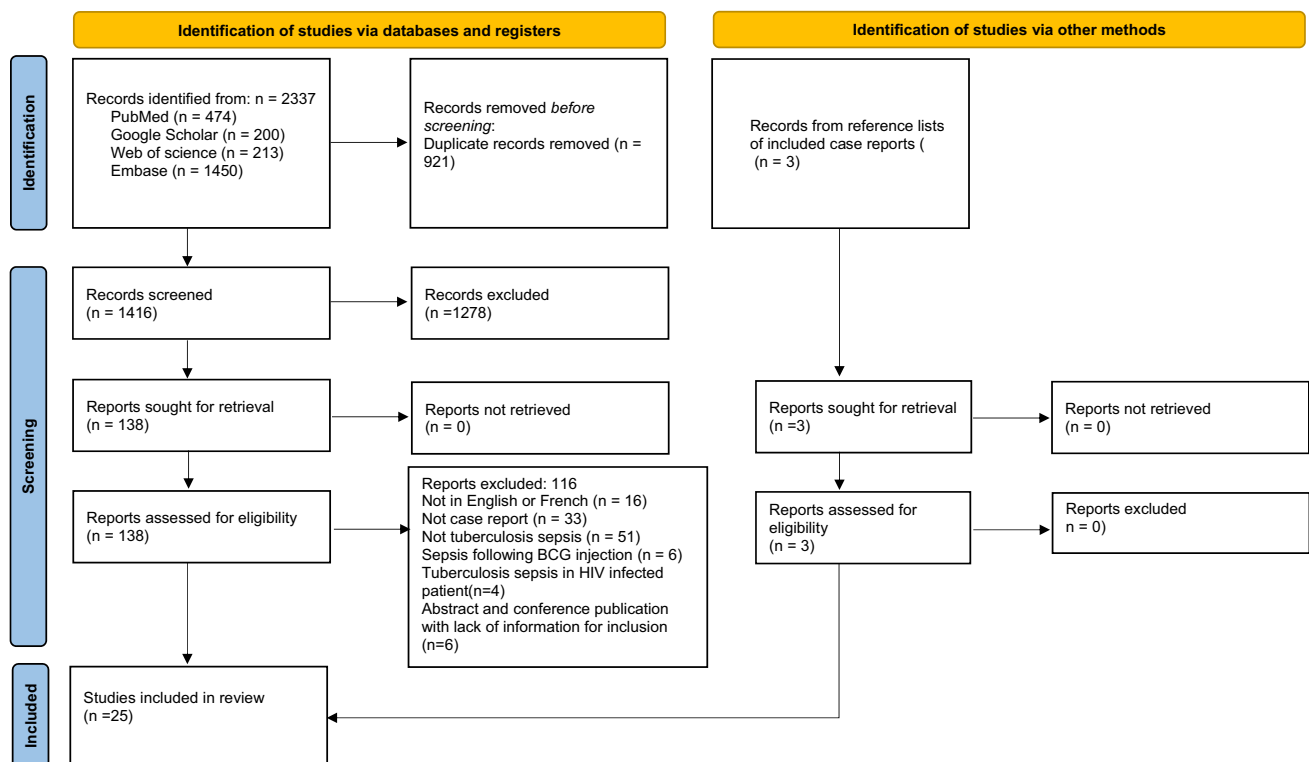 Identification of studies via databases and registers
Identification of studies via other methods
Identification
Records identified from: n = 2337
PubMed (n = 474)
Google Scholar (n = 200)
Web of science (n = 213)
Embase (n = 1450)
Records removed before
screening:
Duplicate records removed (n =
921)
Records from reference lists
of included case reports (
(n = 3)
Screening
Records screened
(n = 1416)
Records excluded
(n =1278)
Reports sought for retrieval
(n = 138)
Reports not retrieved
(n = 0)
Reports sought for retrieval
(n =3)
Reports not retrieved
(n = 0)
Reports assessed for eligibility
(n = 138)
Reports excluded: 116
Not in English or French (n = 16)
Not case report (n = 33)
Not tuberculosis sepsis (n = 51)
Sepsis following BCG injection (n = 6)
Tuberculosis sepsis in HIV infected
patient(n=4)
Abstract and conference publication
with lack of information for inclusion
(n=6)
Reports assessed for
eligibility
(n = 3)
Reports excluded
n = 0)
Included
Studies included in review
(n =25)